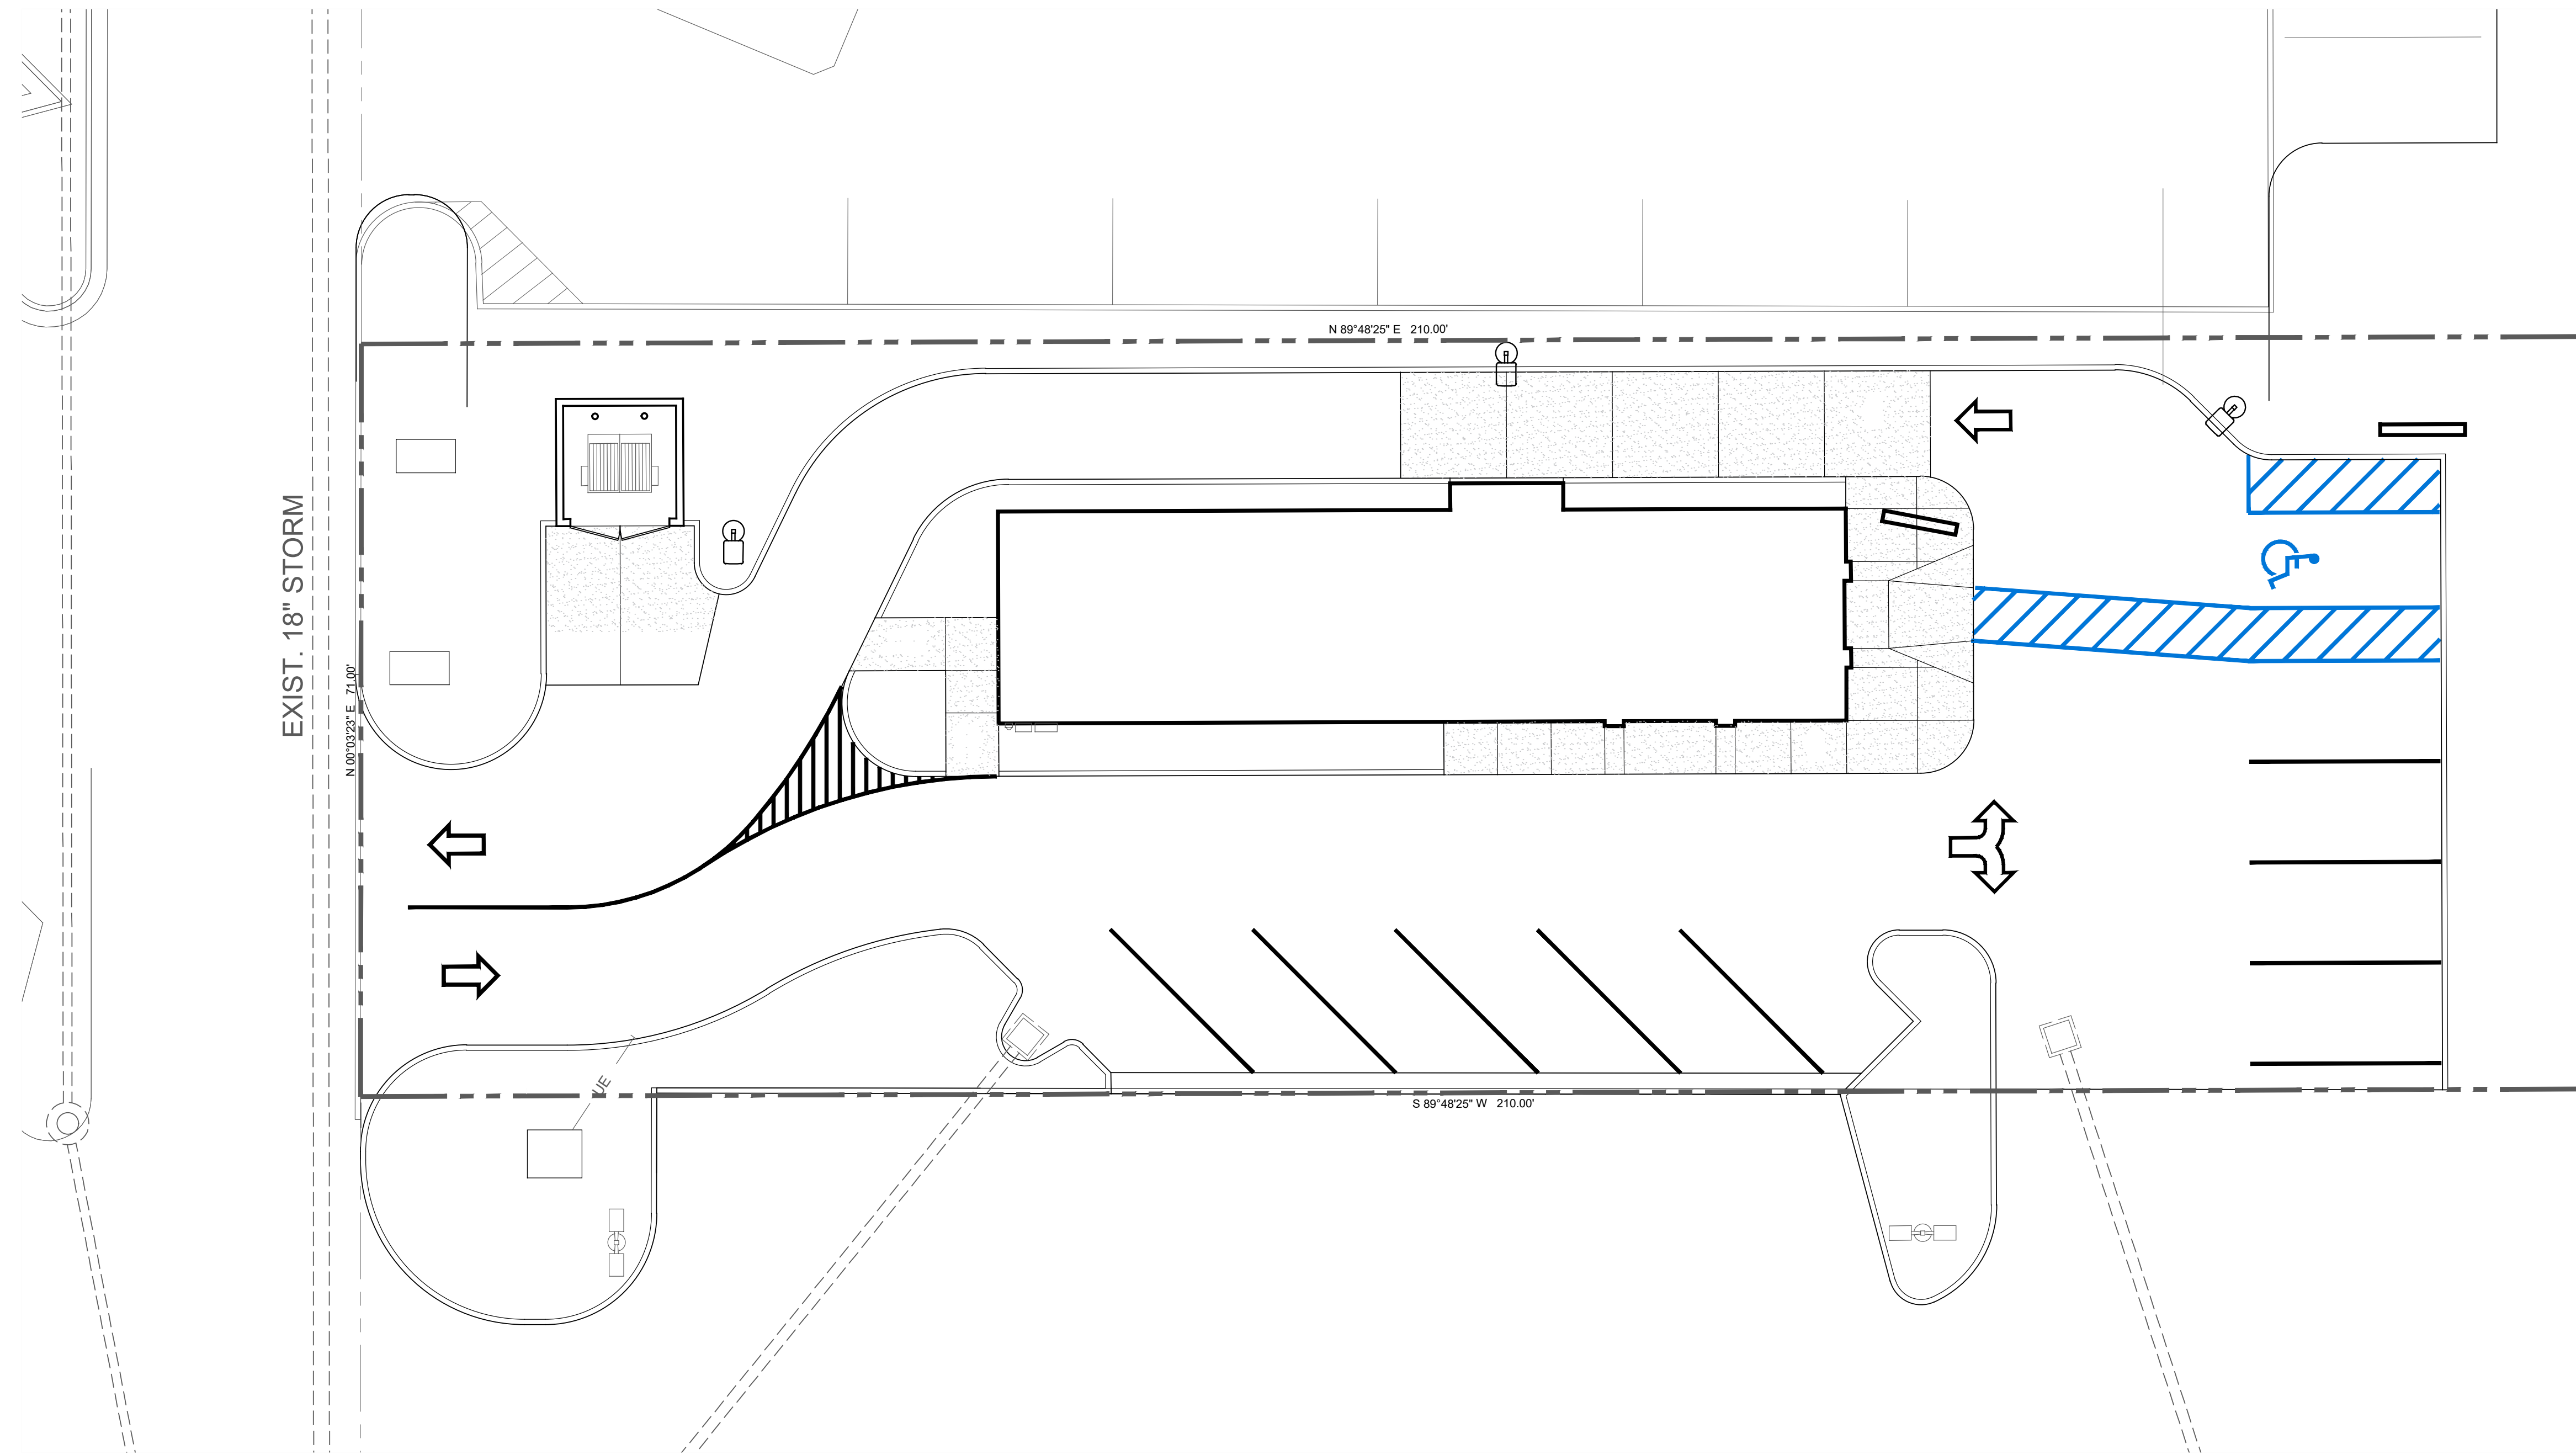 N 89°48'25" E 210.00'
EXIST. 18" STORM
N 00°03'23" E 71.00'
UE
S 89°48'25" W 210.00'